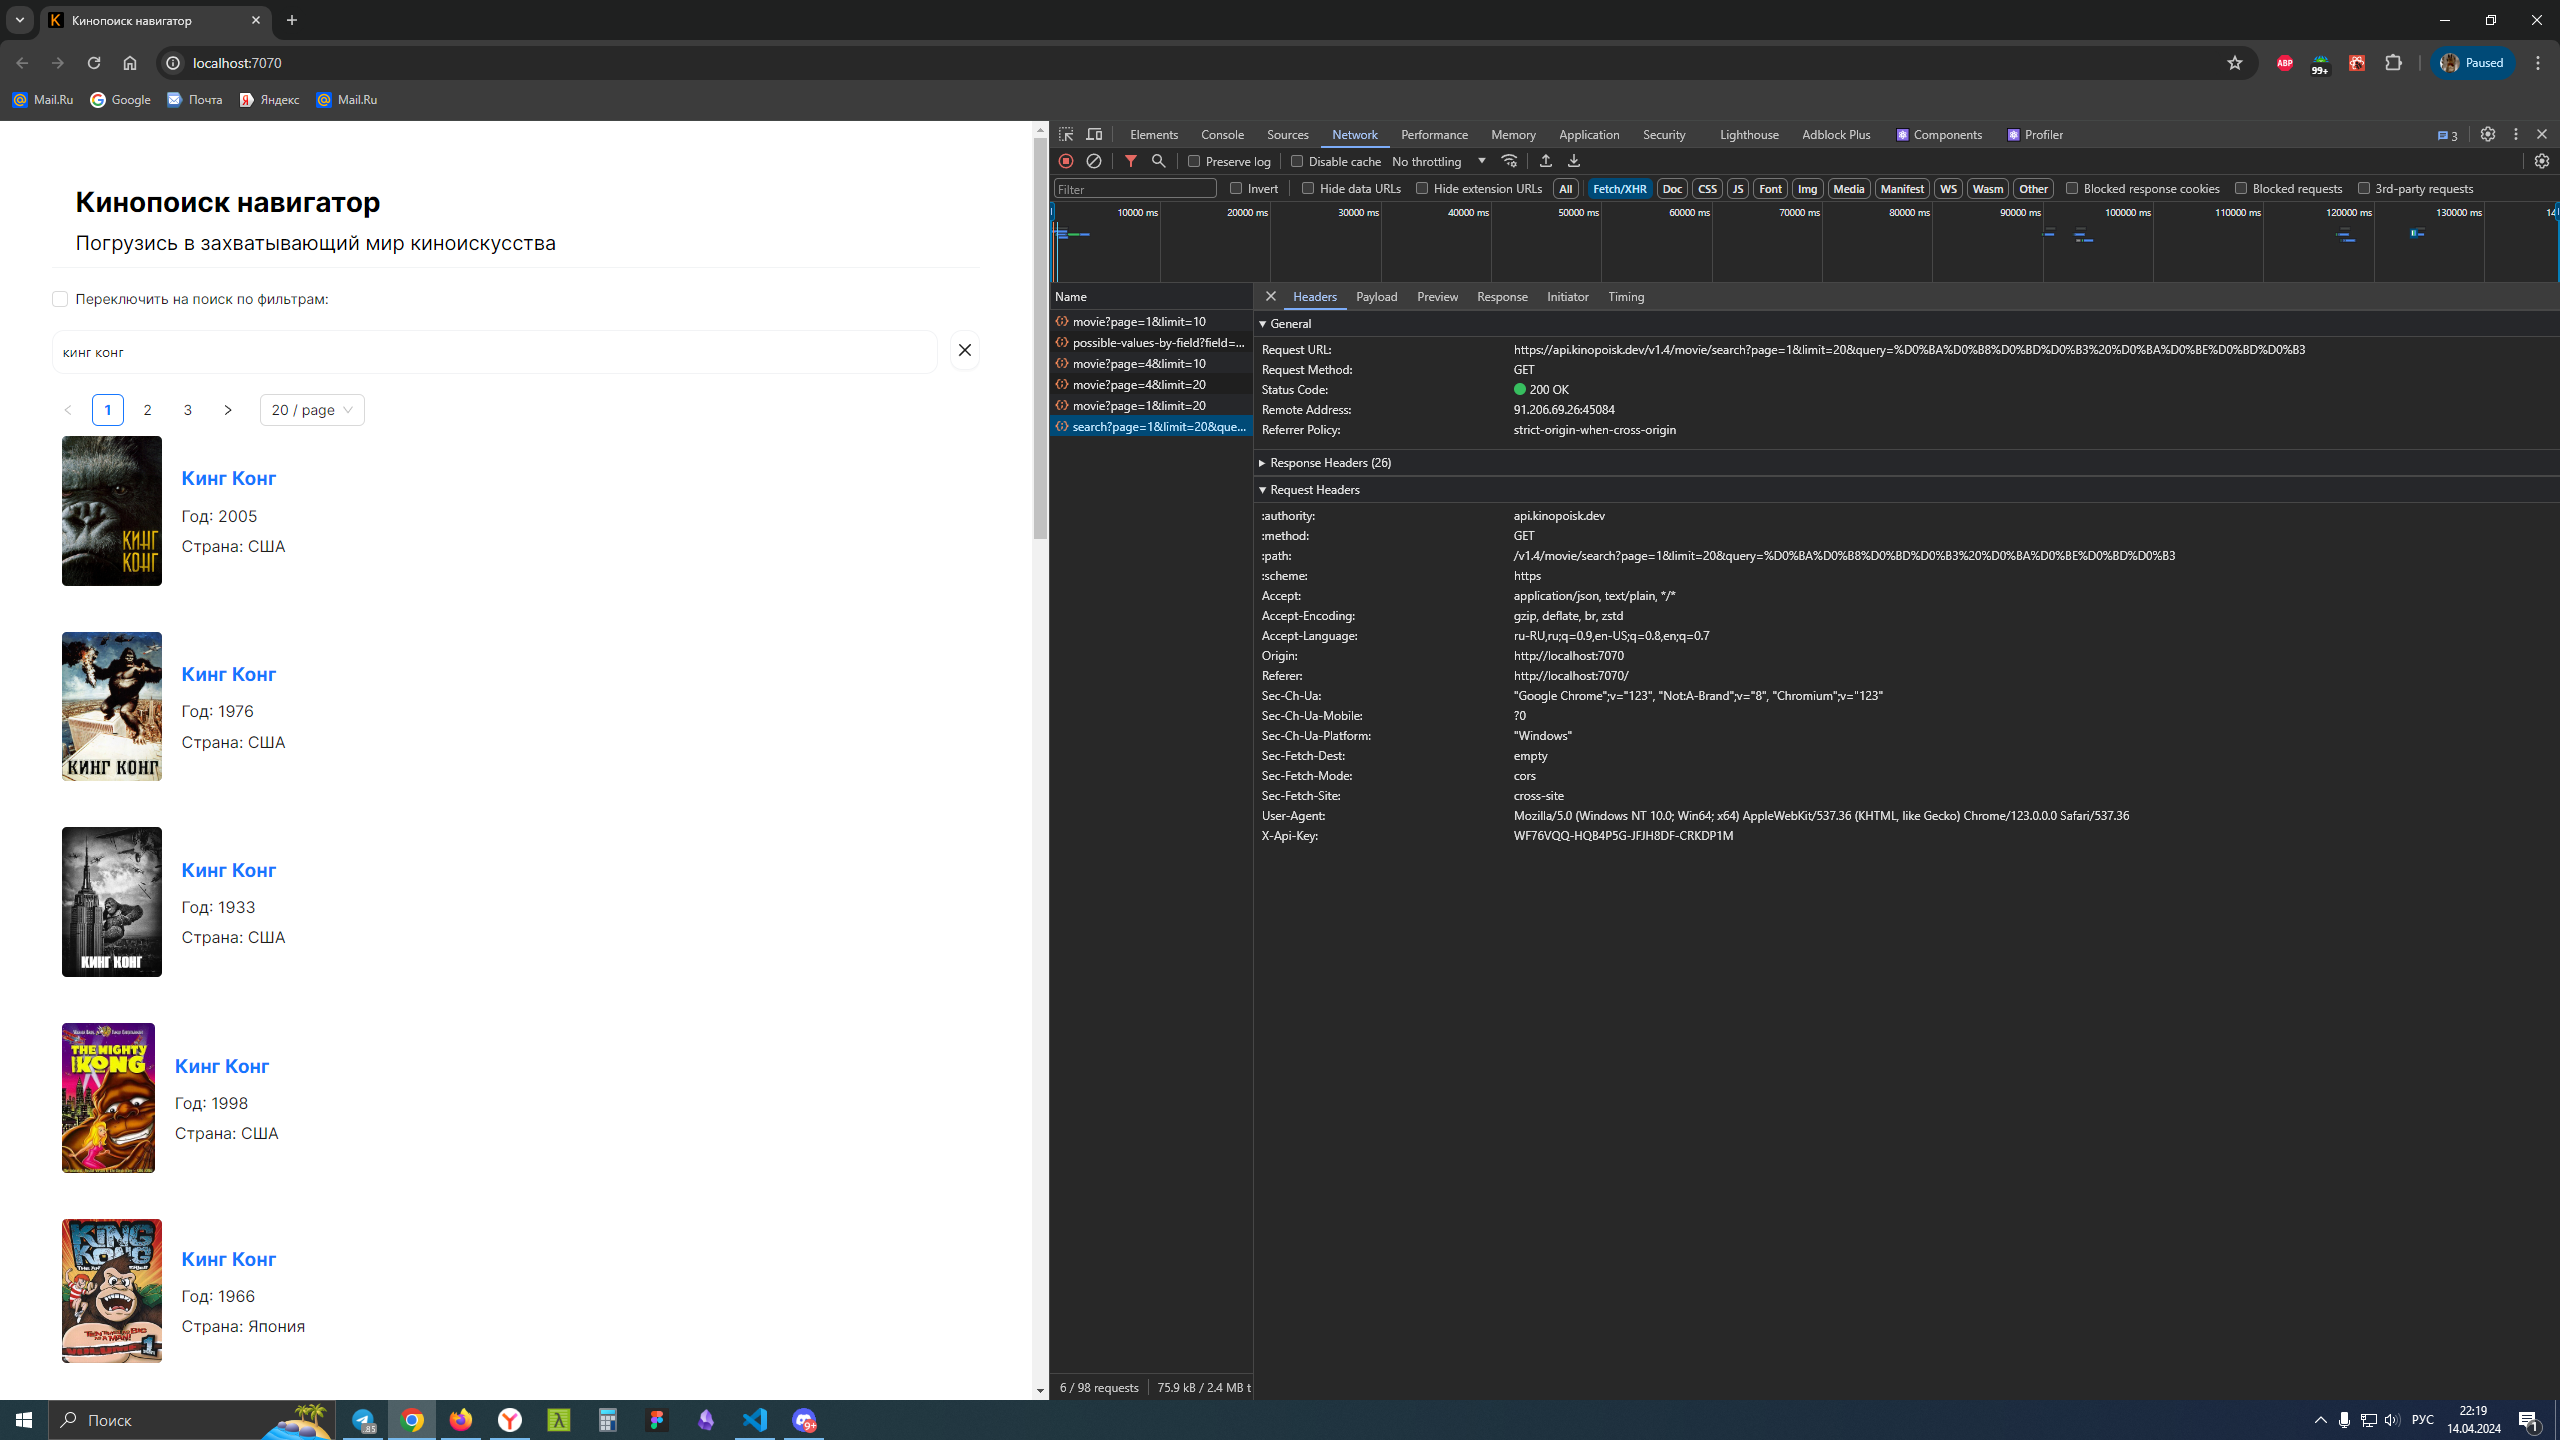 Кинопоиск навигатор
localhost:7070
ABP
99+
Paused
Mail.Ru
Google
Почта
Яндекс
Mail.Ru
Кинопоиск навигатор
Погрузись в захватывающий мир киноискусства
Переключить на поиск по фильтрам:
кинг конг
1 2 3 20 / page
КИНГ КОНГ
Кинг Конг
Год: 2005
Страна: США
КИНГ КОНГ
Кинг Конг
Год: 1976
Страна: США
КИНГ КОНГ
Кинг Конг
Год: 1933
Страна: США
THE MIGHTY KONG
Кинг Конг
Год: 1998
Страна: США
KING KONG
1
Кинг Конг
Год: 1966
Страна: Япония
Elements Console Sources Network Performance Memory Application Security Lighthouse Adblock Plus Components Profiler 3
Preserve log Disable cache No throttling
Filter Invert Hide data URLs Hide extension URLs All Fetch/XHR Doc CSS JS Font Img Media Manifest WS Wasm Other Blocked response cookies Blocked requests 3rd-party requests
10000 ms 20000 ms 30000 ms 40000 ms 50000 ms 60000 ms 70000 ms 80000 ms 90000 ms 100000 ms 110000 ms 120000 ms 130000 ms 14
Name
movie?page=1&limit=10
possible-values-by-field?field=...
movie?page=4&limit=10
movie?page=4&limit=20
movie?page=1&limit=20
search?page=1&limit=20&que...
6 / 98 requests 75.9 kB / 2.4 MB t
Headers Payload Preview Response Initiator Timing
General
Request URL: https://api.kinopoisk.dev/v1.4/movie/search?page=1&limit=20&query=%D0%BA%D0%B8%D0%BD%D0%B3%20%D0%BA%D0%BE%D0%BD%D0%B3
Request Method: GET
Status Code: 200 OK
Remote Address: 91.206.69.26:45084
Referrer Policy: strict-origin-when-cross-origin
Response Headers (26)
Request Headers
:authority: api.kinopoisk.dev
:method: GET
:path: /v1.4/movie/search?page=1&limit=20&query=%D0%BA%D0%B8%D0%BD%D0%B3%20%D0%BA%D0%BE%D0%BD%D0%B3
:scheme: https
Accept: application/json, text/plain, */*
Accept-Encoding: gzip, deflate, br, zstd
Accept-Language: ru-RU,ru;q=0.9,en-US;q=0.8,en;q=0.7
Origin: http://localhost:7070
Referer: http://localhost:7070/
Sec-Ch-Ua: "Google Chrome";v="123", "Not:A-Brand";v="8", "Chromium";v="123"
Sec-Ch-Ua-Mobile: ?0
Sec-Ch-Ua-Platform: "Windows"
Sec-Fetch-Dest: empty
Sec-Fetch-Mode: cors
Sec-Fetch-Site: cross-site
User-Agent: Mozilla/5.0 (Windows NT 10.0; Win64; x64) AppleWebKit/537.36 (KHTML, like Gecko) Chrome/123.0.0.0 Safari/537.36
X-Api-Key: WF76VQQ-HQB4P5G-JFJH8DF-CRKDP1M
Поиск
85
9+
РУС
22:19
14.04.2024
1